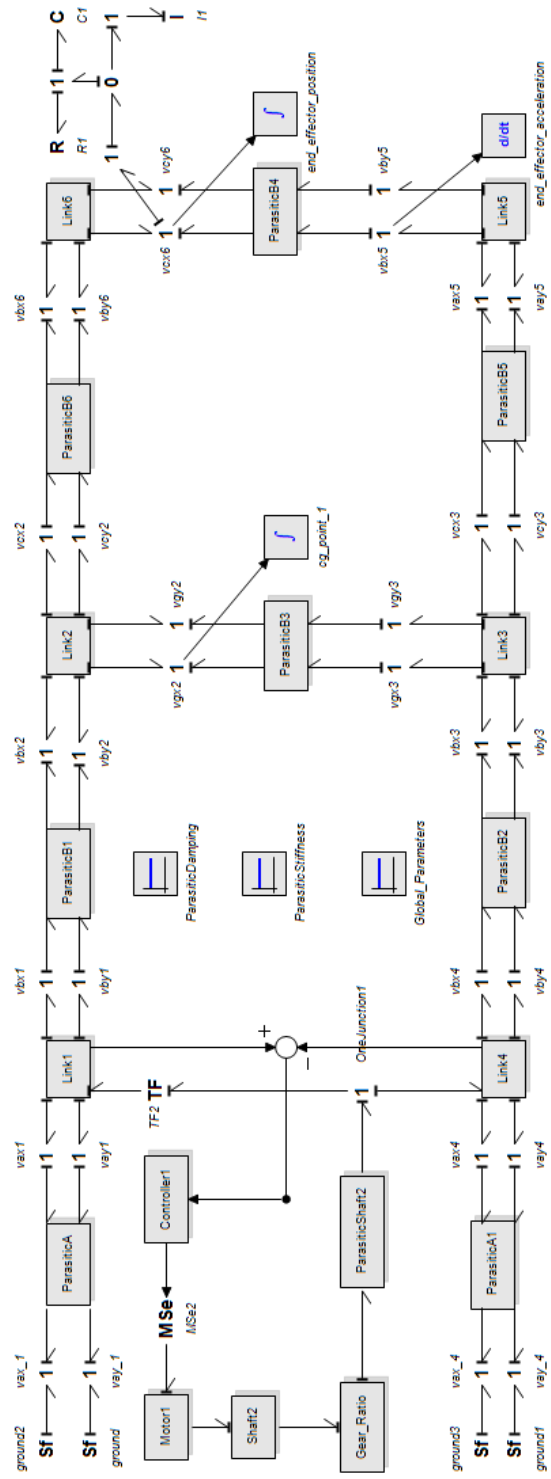 ground2
vax_1
vax1
vbx1
vbx2
vcx2
vbx6
Sf 1 1 1 1 1 1
R 1 C
R1
C1
ParasiticA
Link1
ParasiticB1
Link2
ParasiticB6
Link6
Sf 1 1 1 1 1 1
1 0 1
ground
vay_1
vay1
vby1
vby2
vcy2
vby6
I
I1
Controller1
TF2
TF
+
−
ParasiticDamping
vgx2
1 1
vgy2
vcx6
1 1
vcy6
MSe
MSe2
Motor1
Shaft2
ParasiticStiffness
∫
cg_point_1
∫
end_effector_position
ParasiticB3
ParasiticB4
Gear_Ratio
ParasiticShaft2
1
OneJunction1
Global_Parameters
vgx3
1 1
vgy3
vbx5
1 1
vby5
d/dt
end_effector_acceleration
ground3
vax_4
vax4
vbx4
vbx3
vcx3
vax5
Sf 1 1 1 1 1 1
ParasiticA1
Link4
ParasiticB2
Link3
ParasiticB5
Link5
Sf 1 1 1 1 1 1
ground1
vay_4
vay4
vby4
vby3
vcy3
vay5